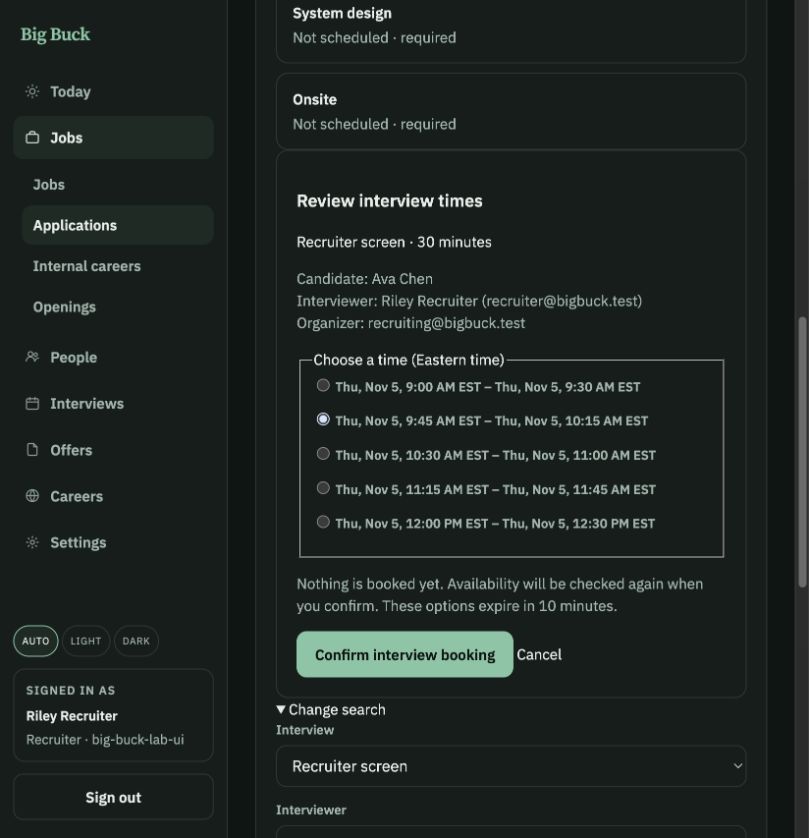 Big Buck
Today
Jobs
Jobs
Applications
Internal careers
Openings
People
Interviews
Offers
Careers
Settings
AUTO LIGHT DARK
SIGNED IN AS
Riley Recruiter
Recruiter · big-buck-lab-ui
Sign out
System design
Not scheduled · required
Onsite
Not scheduled · required
Review interview times
Recruiter screen · 30 minutes
Candidate: Ava Chen
Interviewer: Riley Recruiter (recruiter@bigbuck.test)
Organizer: recruiting@bigbuck.test
Choose a time (Eastern time)
Thu, Nov 5, 9:00 AM EST – Thu, Nov 5, 9:30 AM EST
Thu, Nov 5, 9:45 AM EST – Thu, Nov 5, 10:15 AM EST
Thu, Nov 5, 10:30 AM EST – Thu, Nov 5, 11:00 AM EST
Thu, Nov 5, 11:15 AM EST – Thu, Nov 5, 11:45 AM EST
Thu, Nov 5, 12:00 PM EST – Thu, Nov 5, 12:30 PM EST
Nothing is booked yet. Availability will be checked again when
you confirm. These options expire in 10 minutes.
Confirm interview booking Cancel
▼ Change search
Interview
Recruiter screen
Interviewer